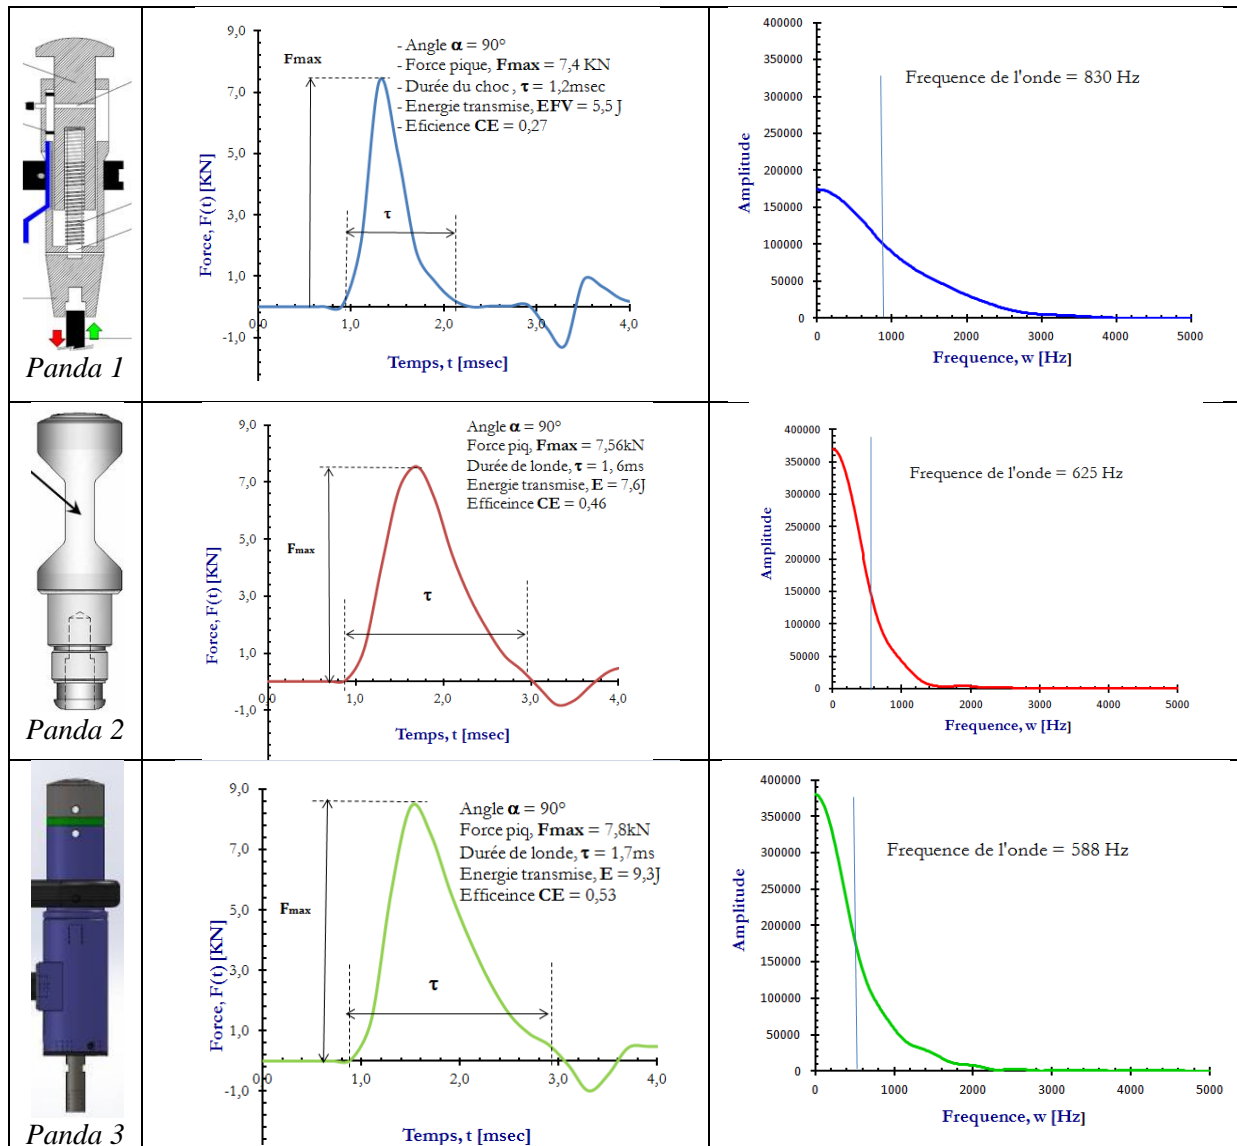 Panda 1
9,0
7,0
5,0
3,0
1,0
-1,0
Force, F(t) [KN]
Fmax
- Angle α = 90°
- Force pique, Fmax = 7,4 KN
- Durée du choc , τ = 1,2msec
- Energie transmise, EFV = 5,5 J
- Eficience CE = 0,27
τ
0,0
1,0
2,0
3,0
4,0
Temps, t [msec]
400000
350000
300000
250000
200000
150000
100000
50000
0
Amplitude
Frequence de l'onde = 830 Hz
0
1000
2000
3000
4000
5000
Frequence, w [Hz]
Panda 2
9,0
7,0
5,0
3,0
1,0
-1,0
Force, F(t) [KN]
Fmax
Angle α = 90°
Force piq, Fmax = 7,56kN
Durée de londe, τ = 1, 6ms
Energie transmise, E = 7,6J
Efficeince CE = 0,46
τ
0,0
1,0
2,0
3,0
4,0
Temps, t [msec]
400000
350000
300000
250000
200000
150000
100000
50000
0
Amplitude
Frequence de l'onde = 625 Hz
0
1000
2000
3000
4000
5000
Frequence, w [Hz]
Panda 3
9,0
7,0
5,0
3,0
1,0
-1,0
Force, F(t) [KN]
Fmax
Angle α = 90°
Force piq, Fmax = 7,8kN
Durée de londe, τ = 1,7ms
Energie transmise, E = 9,3J
Efficeince CE = 0,53
τ
0,0
1,0
2,0
3,0
4,0
Temps, t [msec]
400000
350000
300000
250000
200000
150000
100000
50000
0
Amplitude
Frequence de l'onde = 588 Hz
0
1000
2000
3000
4000
5000
Frequence, w [Hz]